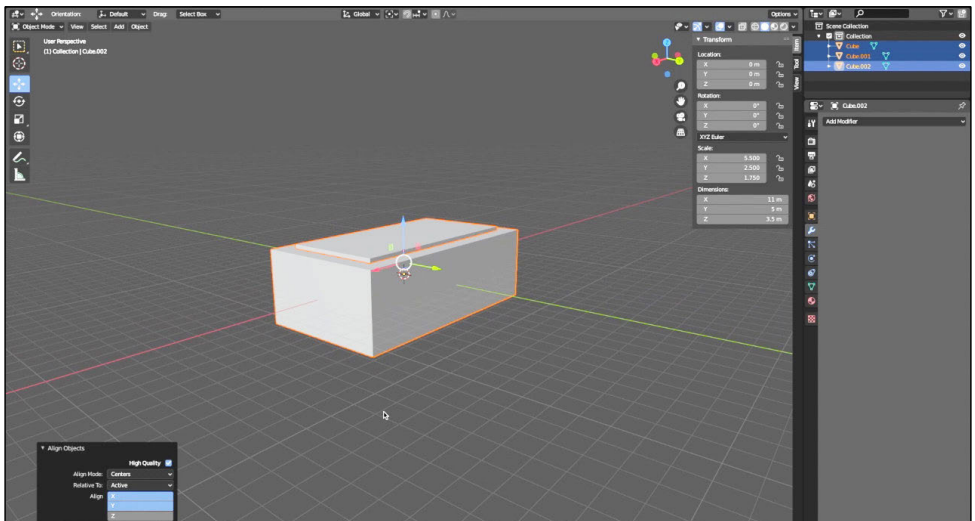 Orientation: Default Drag: Select Box Global Options
Object Mode View Select Add Object
User Perspective
(1) Collection | Cube.002
Transform
Location:
X 0 m
Y 0 m
Z 0 m
Rotation:
X 0°
Y 0°
Z 0°
XYZ Euler
Scale:
X 5.500
Y 2.500
Z 1.750
Dimensions:
X 11 m
Y 5 m
Z 3.5 m
Item
Tool
View
Scene Collection
Collection
Cube
Cube.001
Cube.002
Cube.002
Add Modifier
Align Objects
High Quality
Align Mode: Centers
Relative To: Active
Align X
Y
Z